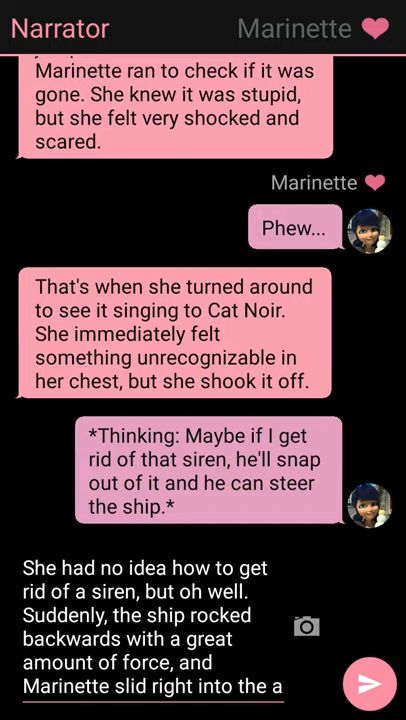 Narrator
Marinette
Marinette ran to check if it was
gone. She knew it was stupid,
but she felt very shocked and
scared.
Marinette
Phew...
That's when she turned around
to see it singing to Cat Noir.
She immediately felt
something unrecognizable in
her chest, but she shook it off.
*Thinking: Maybe if I get
rid of that siren, he'll snap
out of it and he can steer
the ship.*
She had no idea how to get
rid of a siren, but oh well.
Suddenly, the ship rocked
backwards with a great
amount of force, and
Marinette slid right into the a